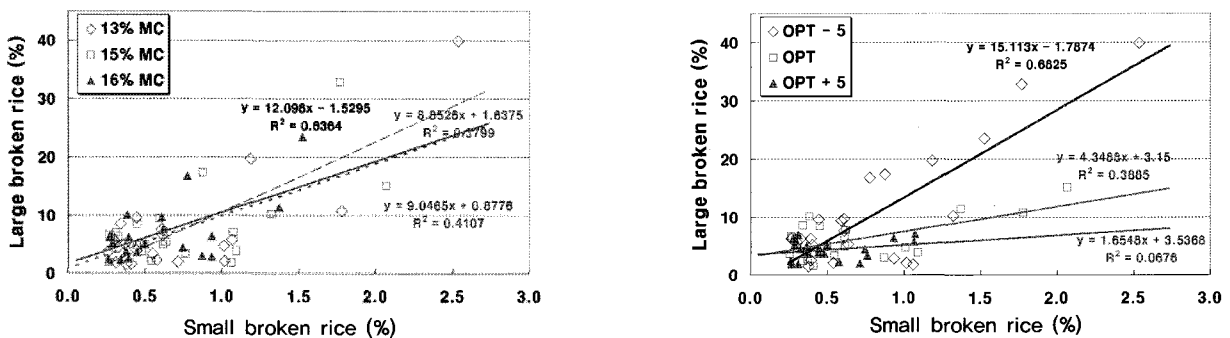 13% MC
15% MC
16% MC
Large broken rice (%)
40
30
20
10
0
y = 12.096x − 1.5295
R² = 0.6364
y = 8.8526x + 1.6375
R² = 0.3799
y = 9.0465x + 0.8776
R² = 0.4107
0.0 0.5 1.0 1.5 2.0 2.5 3.0
Small broken rice (%)
OPT − 5
OPT
OPT + 5
Large broken rice (%)
40
30
20
10
0
y = 15.113x − 1.7874
R² = 0.6825
y = 4.3488x + 3.15
R² = 0.3885
y = 1.6548x + 3.5368
R² = 0.0676
0.0 0.5 1.0 1.5 2.0 2.5 3.0
Small broken rice (%)